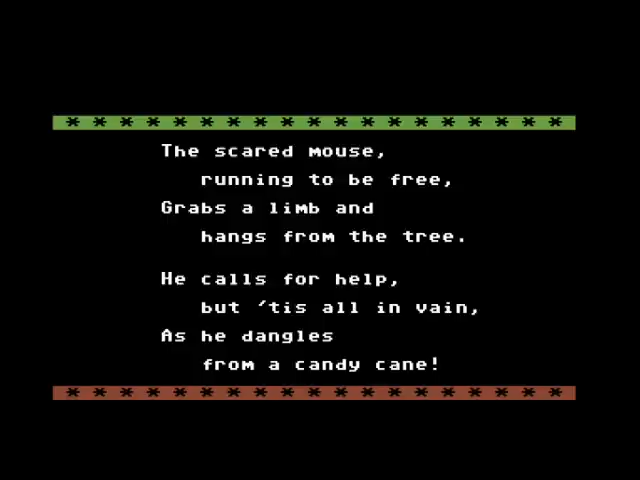 * * * * * * * * * * * * * * * * * * *
The scared mouse,
running to be free,
Grabs a limb and
hangs from the tree.
He calls for help,
but 'tis all in vain,
As he dangles
from a candy cane!
* * * * * * * * * * * * * * * * * * *